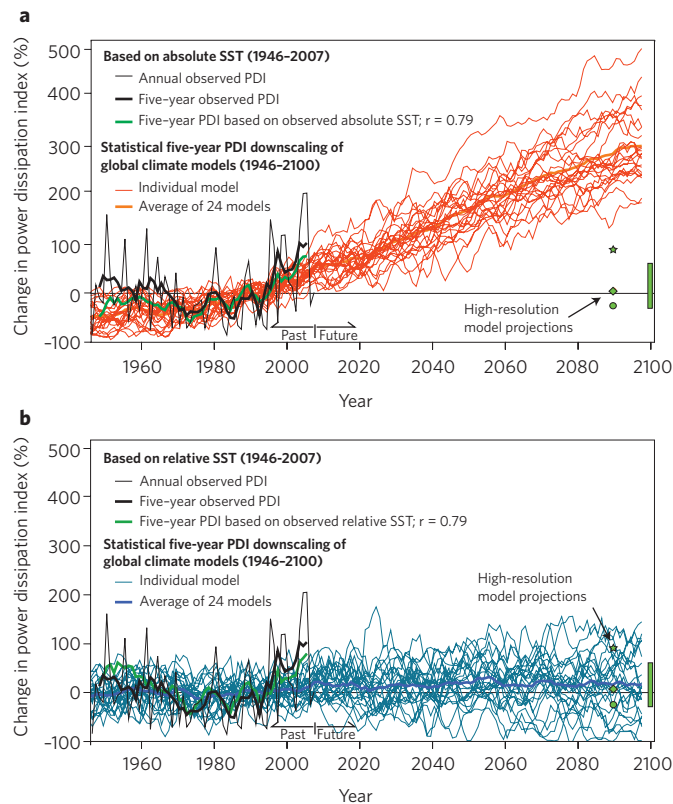 a
Change in power dissipation index (%)
500
400
300
200
100
0
-100
Based on absolute SST (1946–2007)
Annual observed PDI
Five–year observed PDI
Five–year PDI based on observed absolute SST; r = 0.79
Statistical five–year PDI downscaling of
global climate models (1946–2100)
Individual model
Average of 24 models
High-resolution
model projections
Past
Future
1960
1980
2000
2020
2040
2060
2080
2100
Year
b
Change in power dissipation index (%)
500
400
300
200
100
0
-100
Based on relative SST (1946-2007)
Annual observed PDI
Five–year observed PDI
Five–year PDI based on observed relative SST; r = 0.79
Statistical five–year PDI downscaling of
global climate models (1946–2100)
Individual model
Average of 24 models
High-resolution
model projections
Past
Future
1960
1980
2000
2020
2040
2060
2080
2100
Year